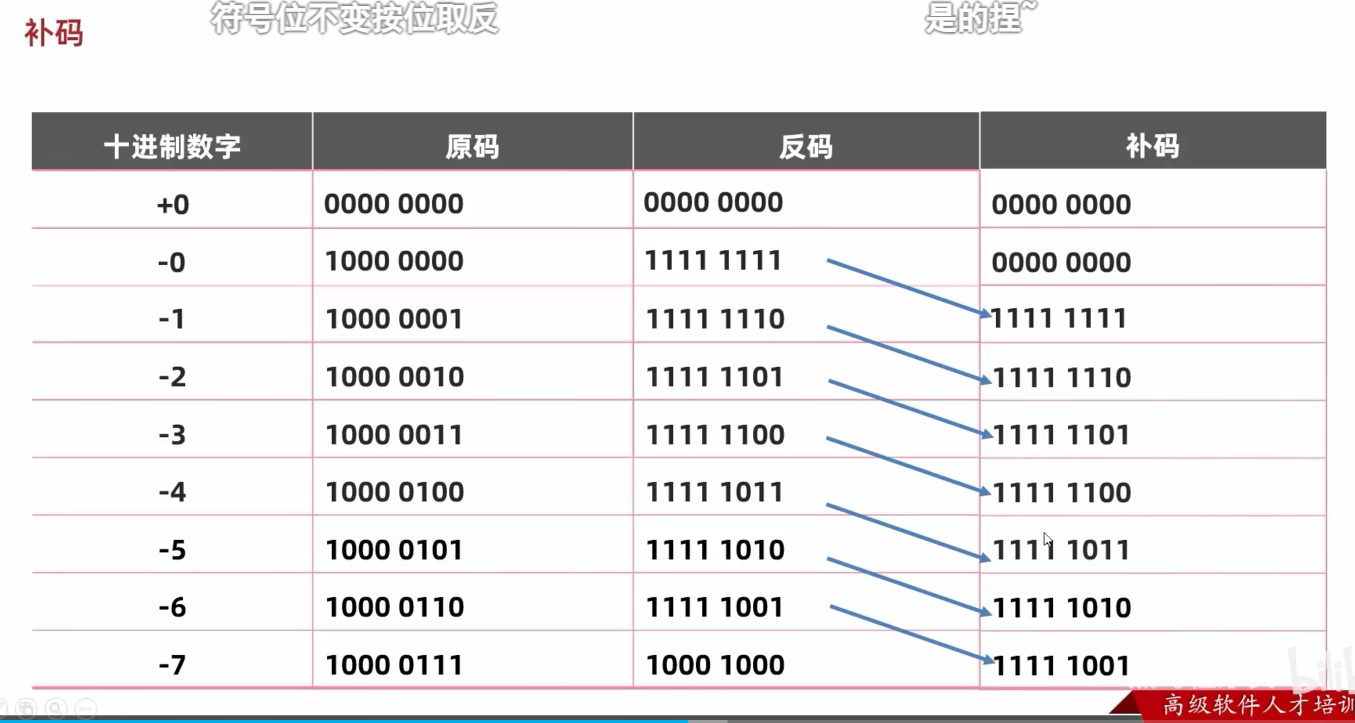 符号位不变按位取反 是的捏~
补码
十进制数字 原码 反码 补码
+0 0000 0000 0000 0000 0000 0000
-0 1000 0000 1111 1111 0000 0000
-1 1000 0001 1111 1110 1111 1111
-2 1000 0010 1111 1101 1111 1110
-3 1000 0011 1111 1100 1111 1101
-4 1000 0100 1111 1011 1111 1100
-5 1000 0101 1111 1010 1111 1011
-6 1000 0110 1111 1001 1111 1010
-7 1000 0111 1000 1000 1111 1001
高级软件人才培训